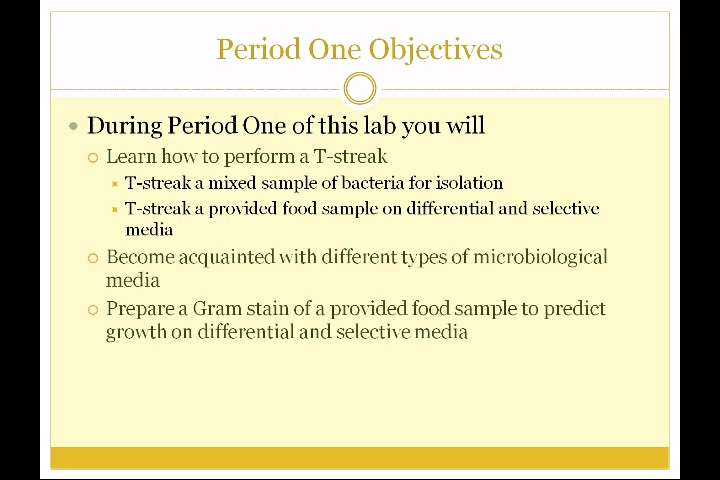 Period One Objectives
During Period One of this lab you will
Learn how to perform a T-streak
T-streak a mixed sample of bacteria for isolation
T-streak a provided food sample on differential and selective
media
Become acquainted with different types of microbiological
media
Prepare a Gram stain of a provided food sample to predict
growth on differential and selective media